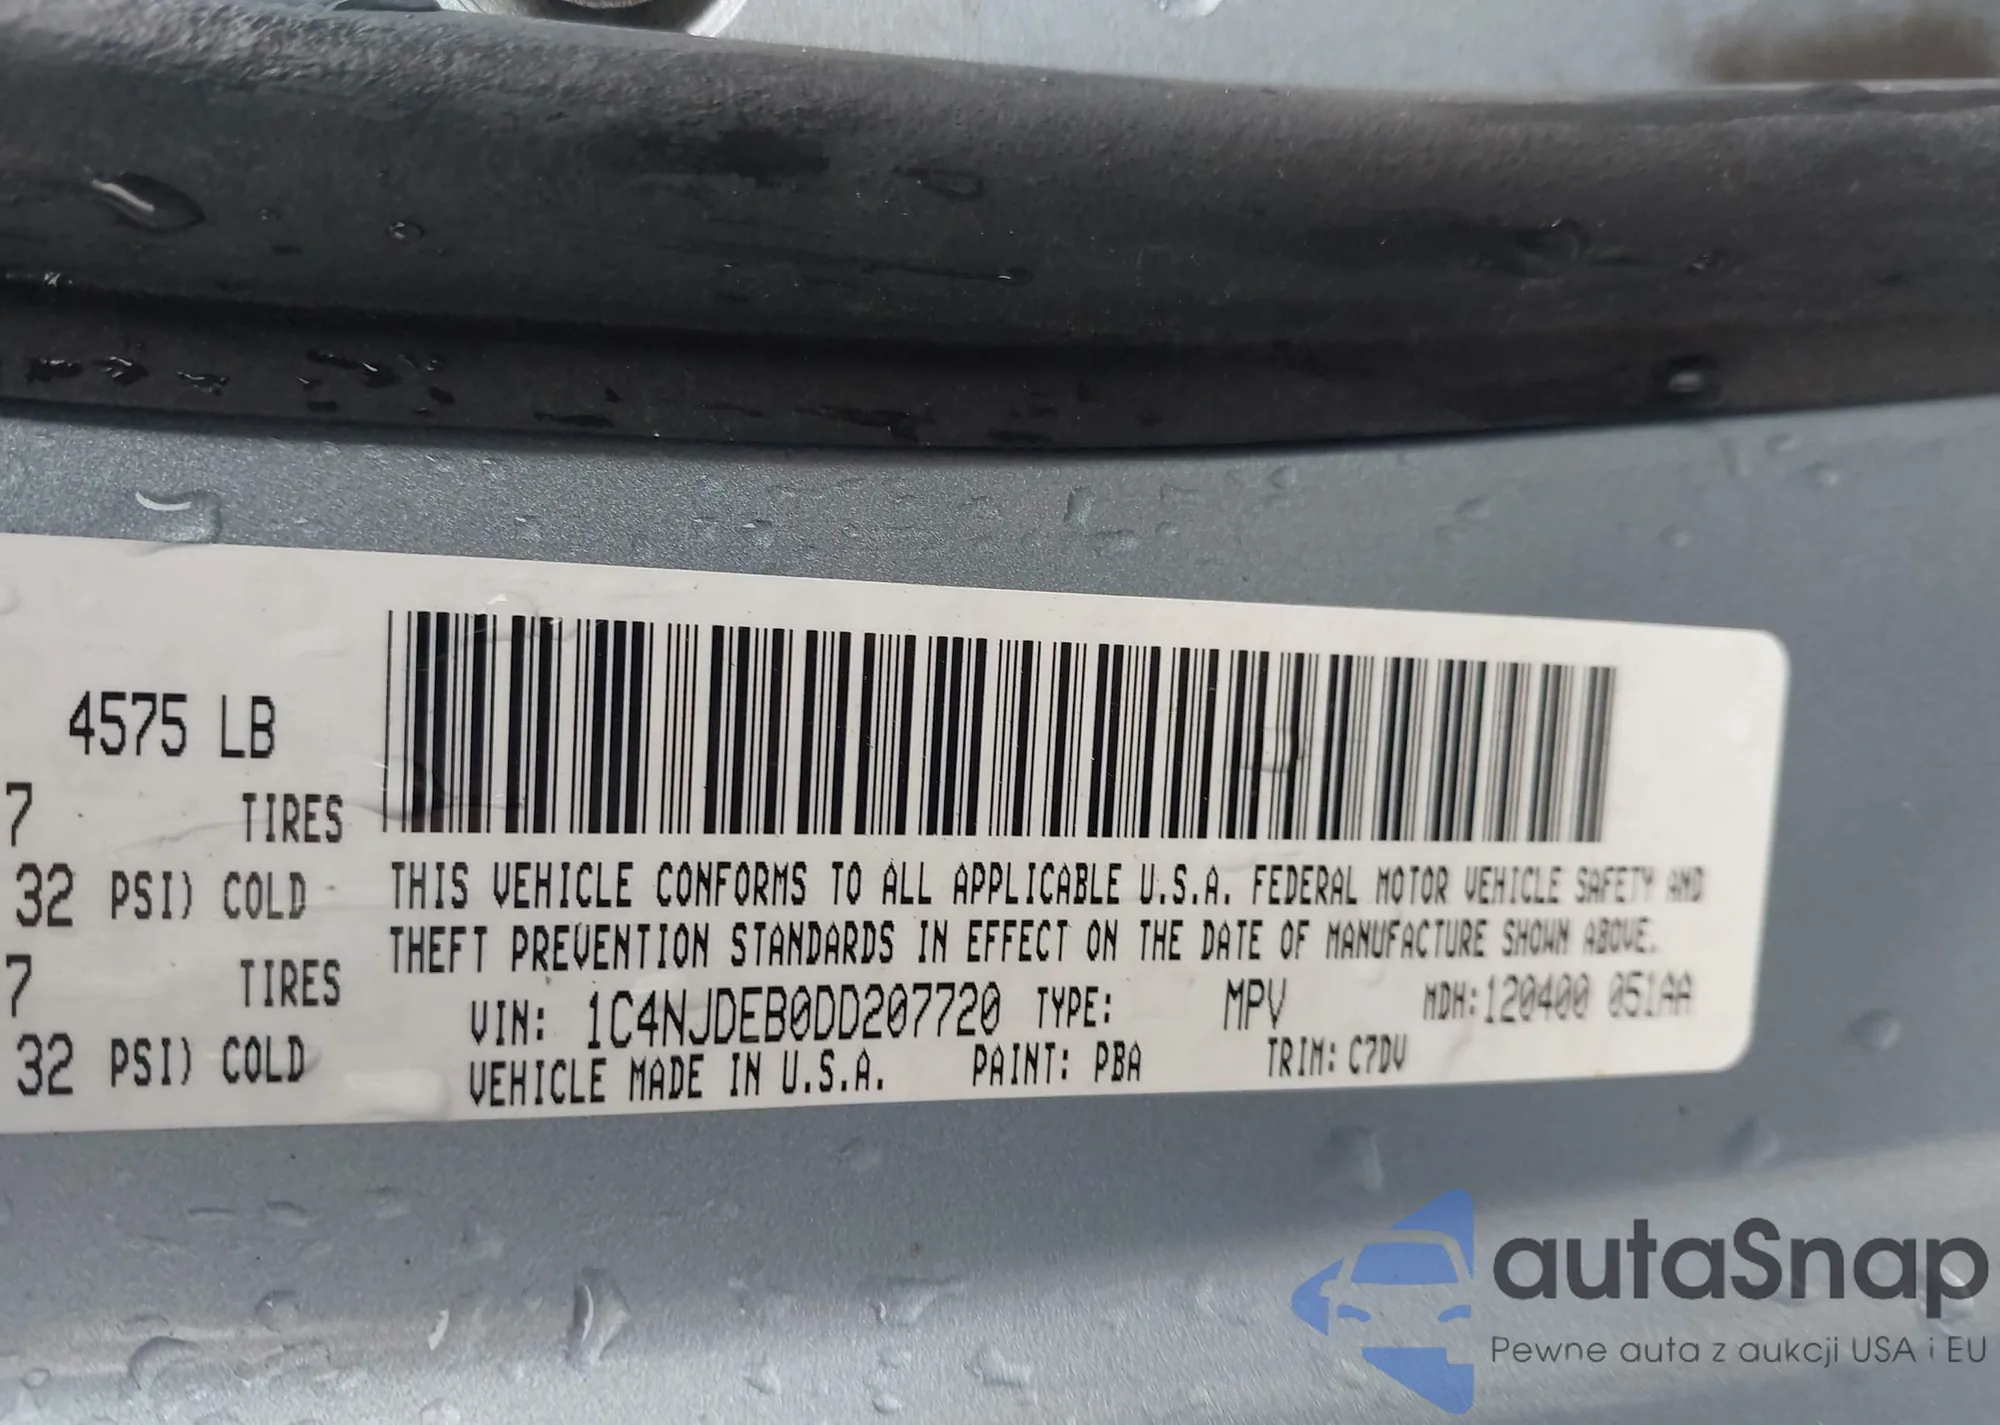 4575 LB
7 TIRES
32 PSI) COLD
7 TIRES
32 PSI) COLD
THIS VEHICLE CONFORMS TO ALL APPLICABLE U.S.A. FEDERAL MOTOR VEHICLE SAFETY AND
THEFT PREVENTION STANDARDS IN EFFECT ON THE DATE OF MANUFACTURE SHOWN ABOVE.
VIN: 1C4NJDEB0DD207720 TYPE: MPV MDH:120400 051AA
VEHICLE MADE IN U.S.A. PAINT: PBA TRIM: C7DV
autaSnap
Pewne auta z aukcji USA i EU